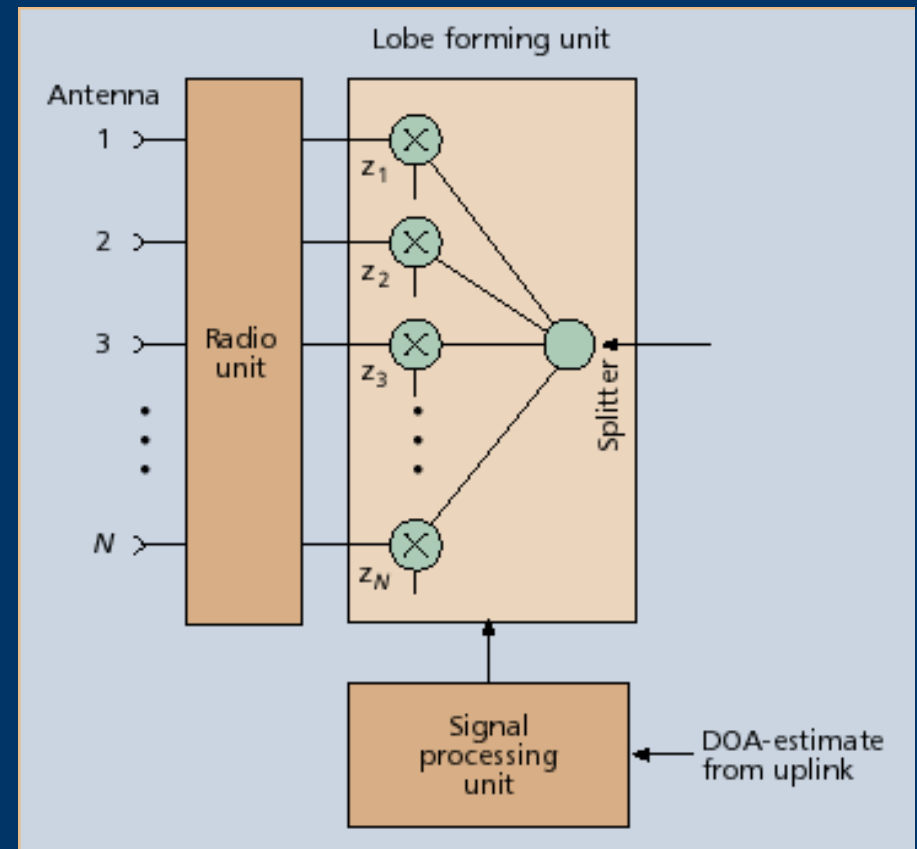 Lobe forming unit
Antenna
1
z1
2
z2
3
Radio
unit
z3
Splitter
N
zN
Signal
processing
unit
DOA-estimate
from uplink